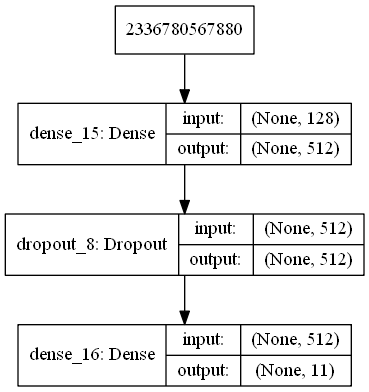 2336780567880
dense_15: Dense
input:
(None, 128)
output:
(None, 512)
dropout_8: Dropout
input:
(None, 512)
output:
(None, 512)
dense_16: Dense
input:
(None, 512)
output:
(None, 11)